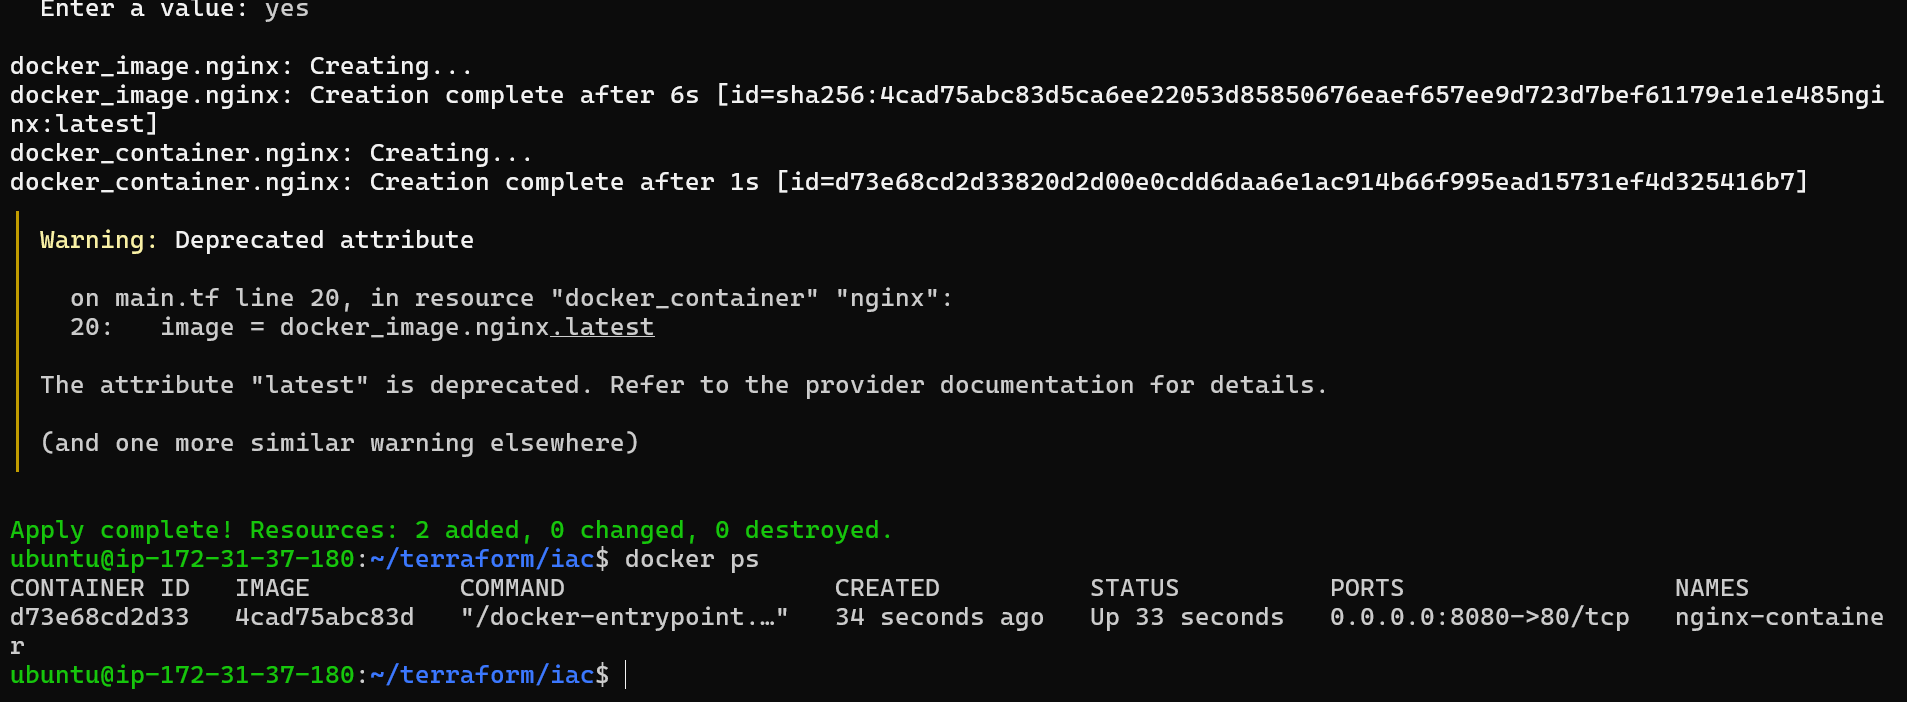 Enter a value: yes
docker_image.nginx: Creating...
docker_image.nginx: Creation complete after 6s [id=sha256:4cad75abc83d5ca6ee22053d85850676eaef657ee9d723d7bef61179e1e1e485ngi
nx:latest]
docker_container.nginx: Creating...
docker_container.nginx: Creation complete after 1s [id=d73e68cd2d33820d2d00e0cdd6daa6e1ac914b66f995ead15731ef4d325416b7]
Warning: Deprecated attribute
on main.tf line 20, in resource "docker_container" "nginx":
20:   image = docker_image.nginx.latest
The attribute "latest" is deprecated. Refer to the provider documentation for details.
(and one more similar warning elsewhere)
Apply complete! Resources: 2 added, 0 changed, 0 destroyed.
ubuntu@ip-172-31-37-180:~/terraform/iac$ docker ps
CONTAINER ID   IMAGE          COMMAND                  CREATED          STATUS          PORTS                  NAMES
d73e68cd2d33   4cad75abc83d   "/docker-entrypoint.…"   34 seconds ago   Up 33 seconds   0.0.0.0:8080->80/tcp   nginx-containe
r
ubuntu@ip-172-31-37-180:~/terraform/iac$